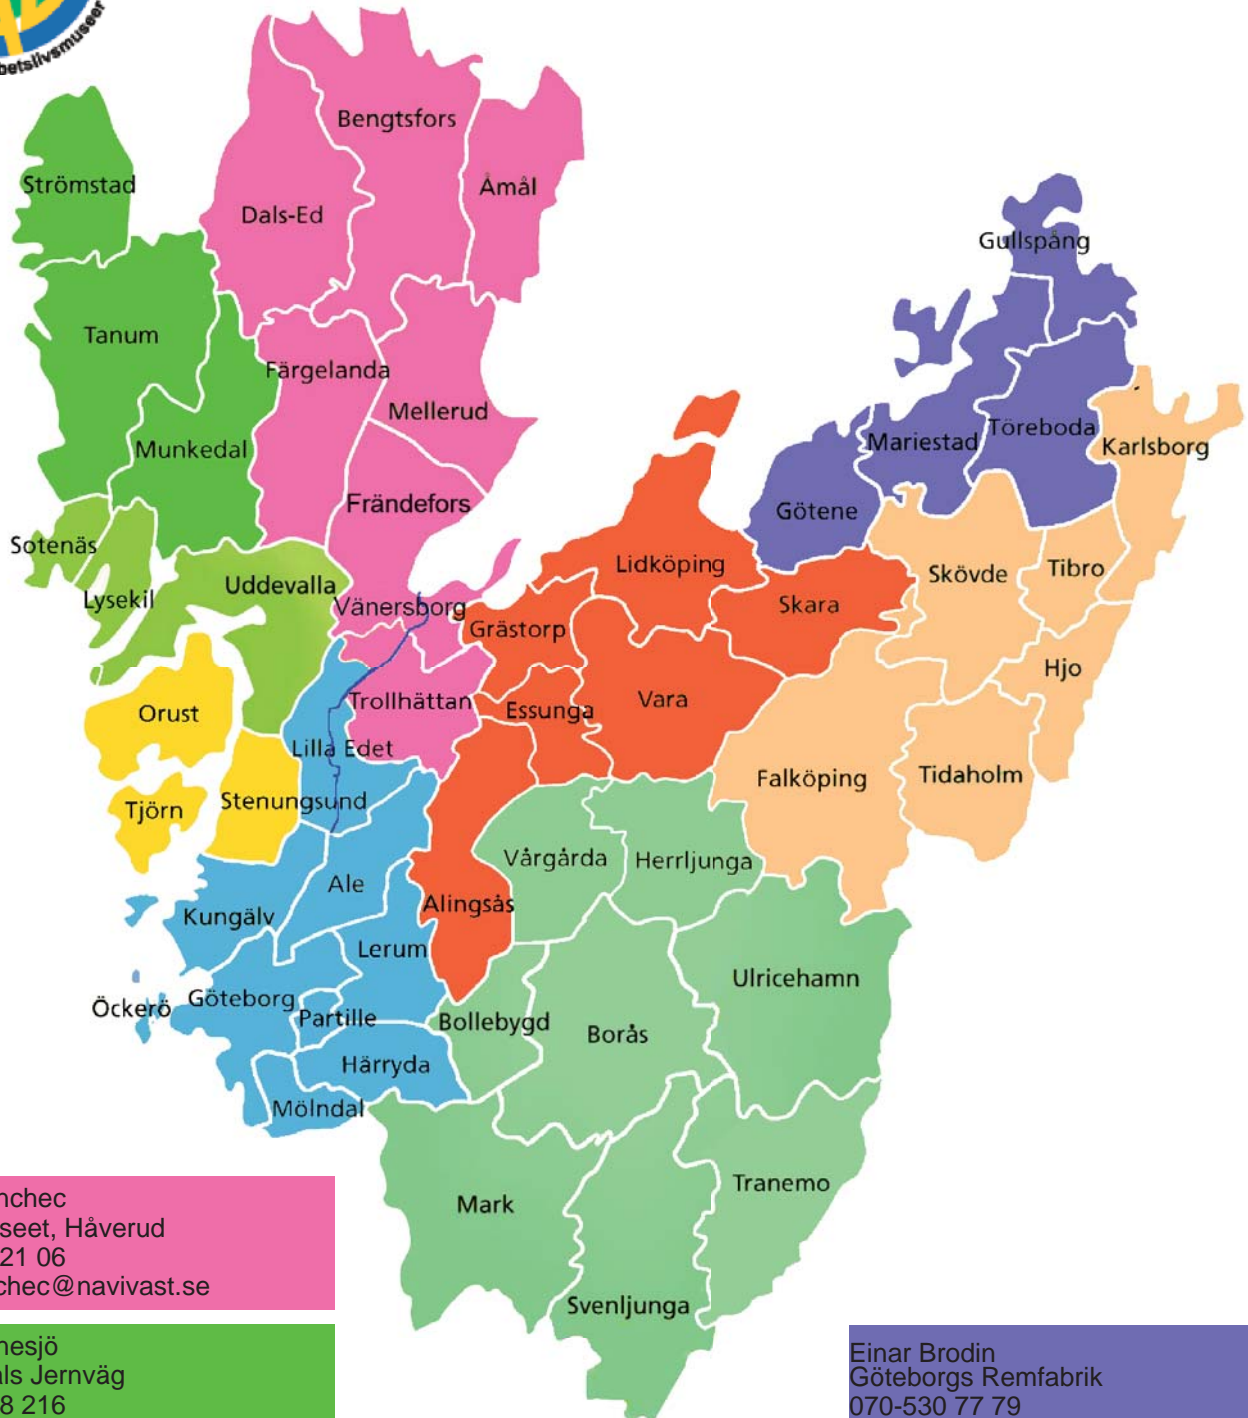 betslivsmuseer
Bengtsfors
Strömstad
Åmål
Dals-Ed
Gullspång
Tanum
Färgelanda
Mellerud
Mariestad
Töreboda
Karlsborg
Munkedal
Frändefors
Götene
Sotenäs
Lidköping
Skövde
Tibro
Uddevalla
Lysekil
Vänersborg
Skara
Grästorp
Hjo
Trollhättan
Essunga
Vara
Orust
Lilla Edet
Falköping
Tidaholm
Stenungsund
Tjörn
Vårgårda
Herrljunga
Ale
Alingsås
Kungälv
Lerum
Ulricehamn
Öckerö
Göteborg
Partille
Bollebygd
Borås
Härryda
Mölndal
Tranemo
Mark
Svenljunga
nchec
seet, Håverud
21 06
chec@navivast.se
nesjö
als Jernväg
8 216
Einar Brodin
Göteborgs Remfabrik
070-530 77 79